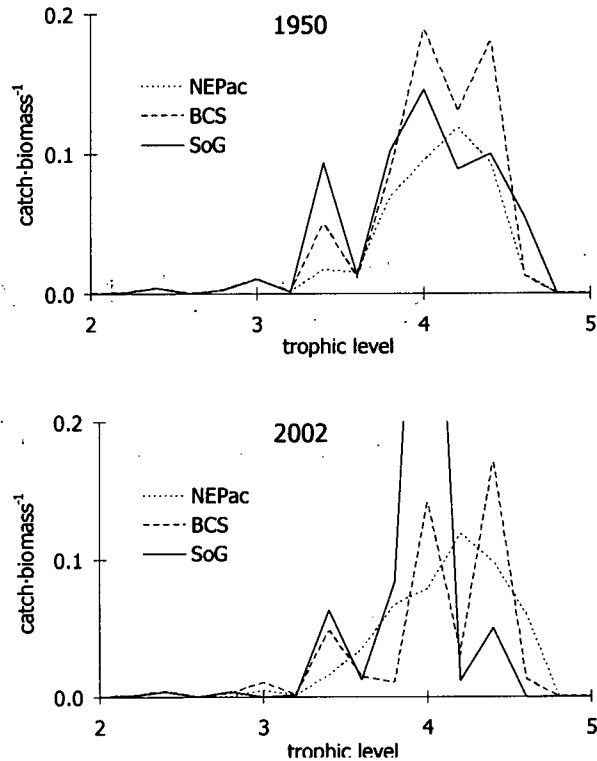 1950
0.2
0.1
0.0
catch·biomass⁻¹
NEPac
BCS
SoG
2 3 4 5
trophic level
2002
0.2
0.1
0.0
catch·biomass⁻¹
NEPac
BCS
SoG
2 3 4 5
trophic level